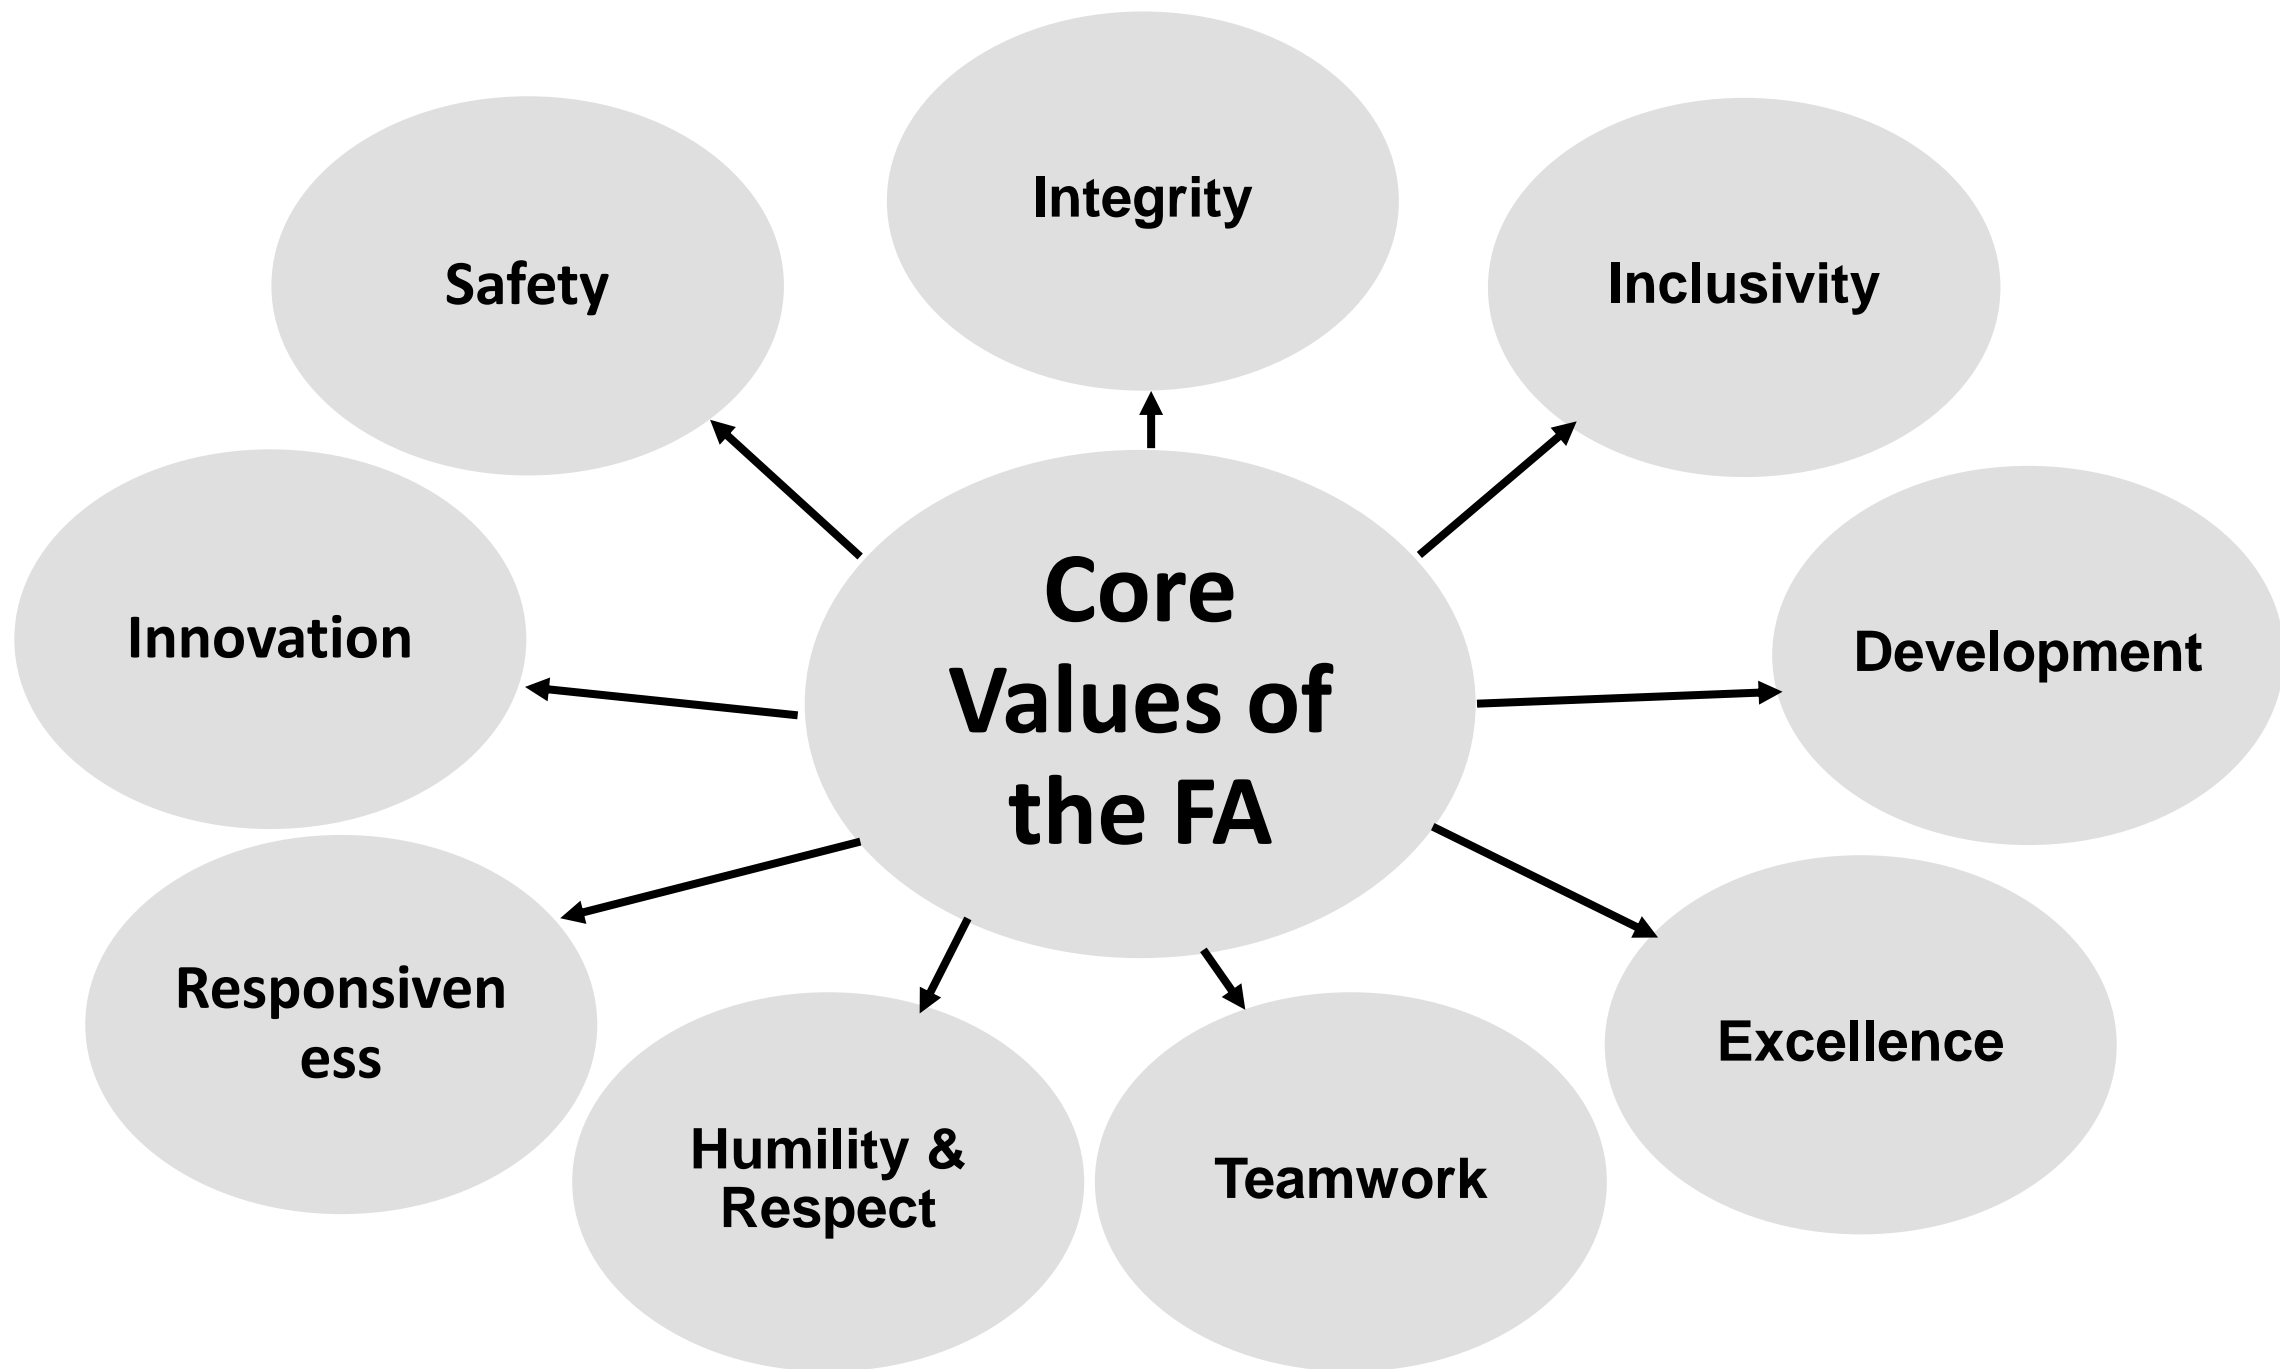 Integrity
Safety
Inclusivity
Innovation
Core
Values of
the FA
Development
Responsiven
ess
Excellence
Humility &
Respect
Teamwork